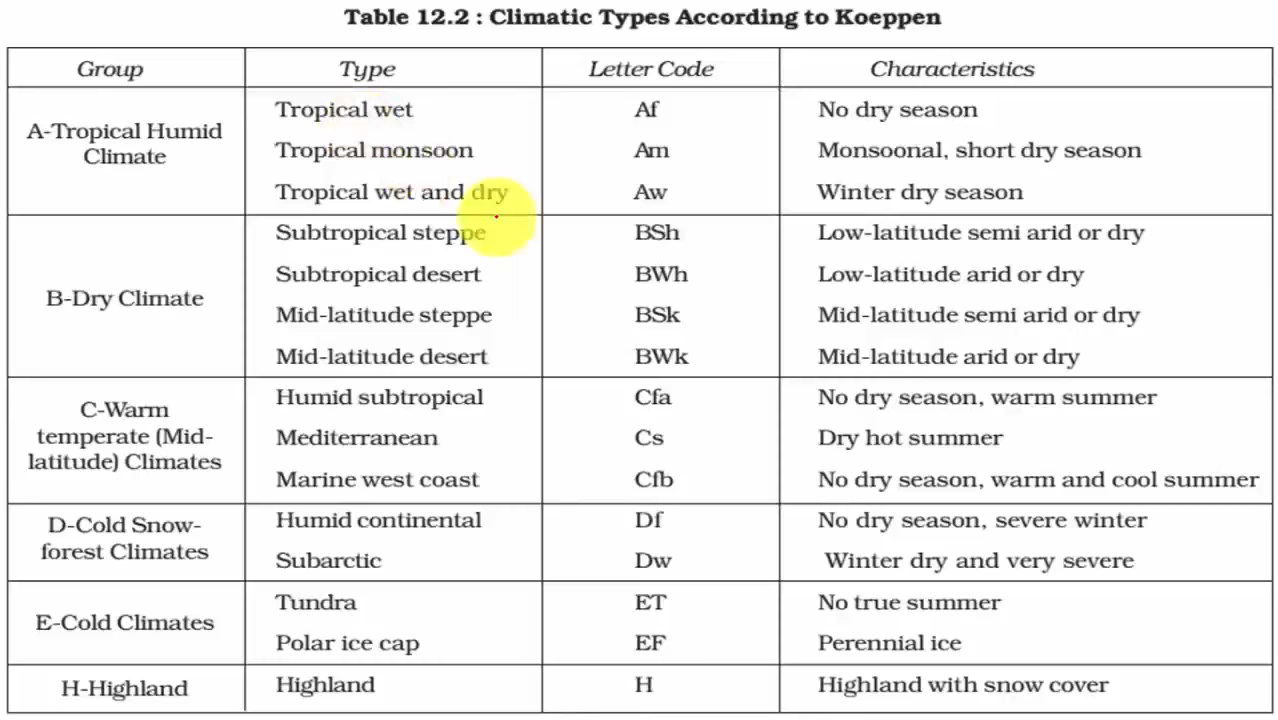 Table 12.2 : Climatic Types According to Koeppen
Group Type Letter Code Characteristics
A-Tropical Humid
Climate
Tropical wet Af No dry season
Tropical monsoon Am Monsoonal, short dry season
Tropical wet and dry Aw Winter dry season
B-Dry Climate
Subtropical steppe BSh Low-latitude semi arid or dry
Subtropical desert BWh Low-latitude arid or dry
Mid-latitude steppe BSk Mid-latitude semi arid or dry
Mid-latitude desert BWk Mid-latitude arid or dry
C-Warm
temperate (Mid-
latitude) Climates
Humid subtropical Cfa No dry season, warm summer
Mediterranean Cs Dry hot summer
Marine west coast Cfb No dry season, warm and cool summer
D-Cold Snow-
forest Climates
Humid continental Df No dry season, severe winter
Subarctic Dw Winter dry and very severe
E-Cold Climates
Tundra ET No true summer
Polar ice cap EF Perennial ice
H-Highland Highland H Highland with snow cover